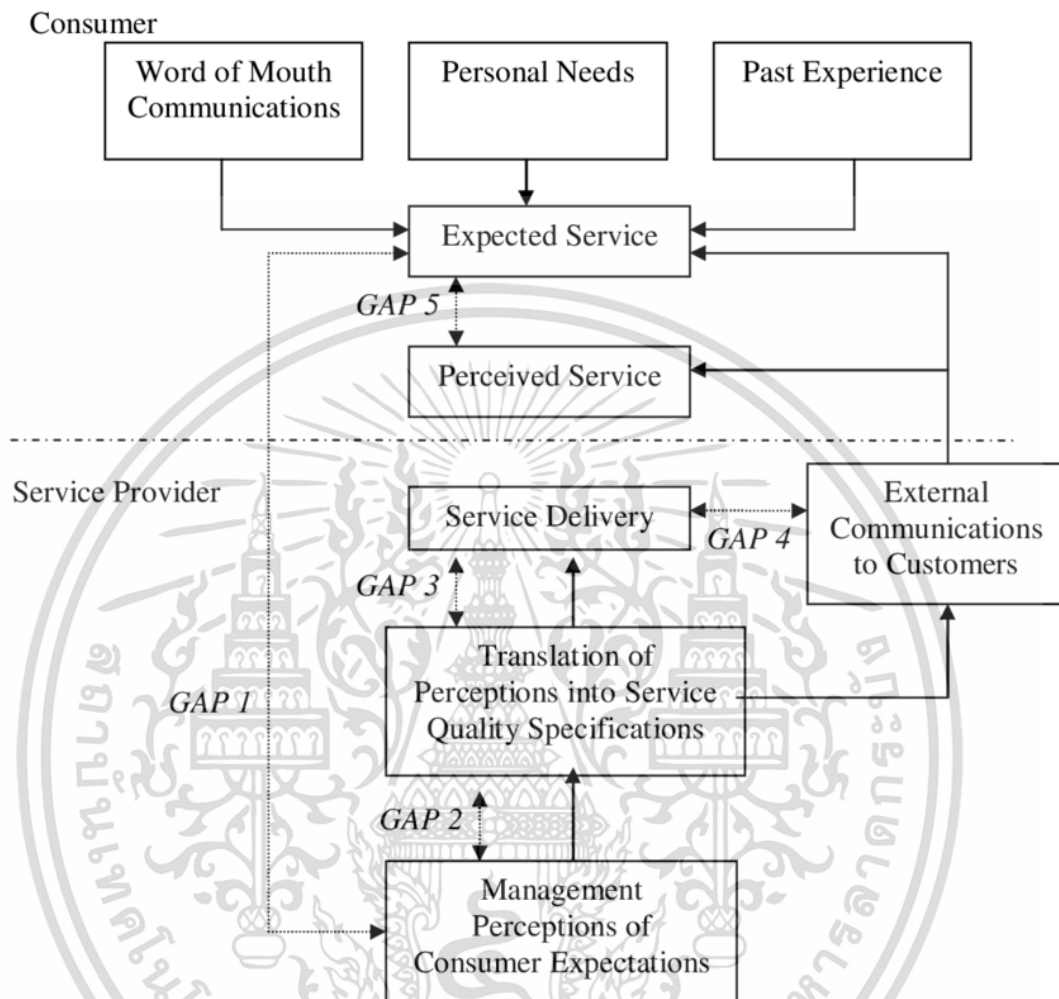 Consumer
Word of Mouth
Communications
Personal Needs
Past Experience
Expected Service
GAP 5
Perceived Service
Service Provider
Service Delivery
External
Communications
to Customers
GAP 4
GAP 3
Translation of
Perceptions into Service
Quality Specifications
GAP 1
GAP 2
Management
Perceptions of
Consumer Expectations